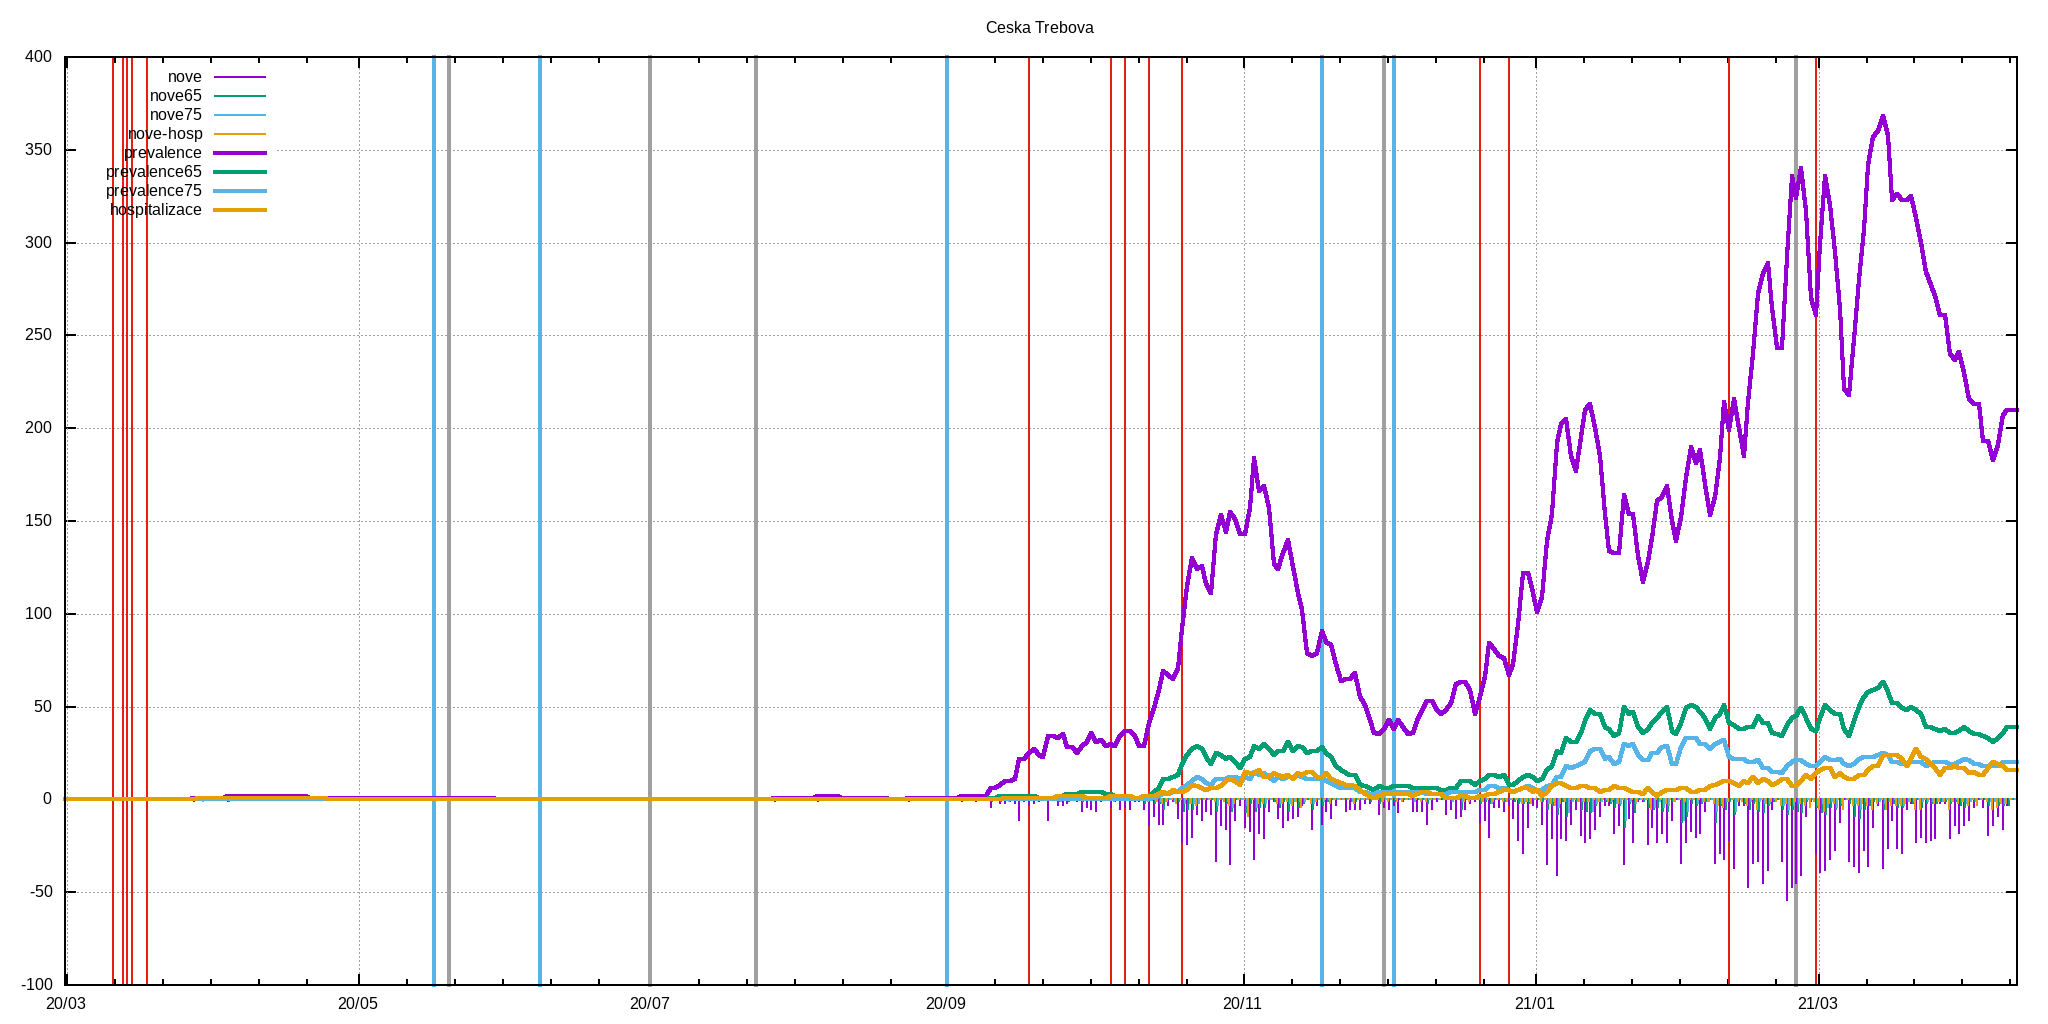 Ceska Trebova
400
350
300
250
200
150
100
50
0
-50
-100
nove
nove65
nove75
nove-hosp
prevalence
prevalence65
prevalence75
hospitalizace
20/03
20/05
20/07
20/09
20/11
21/01
21/03